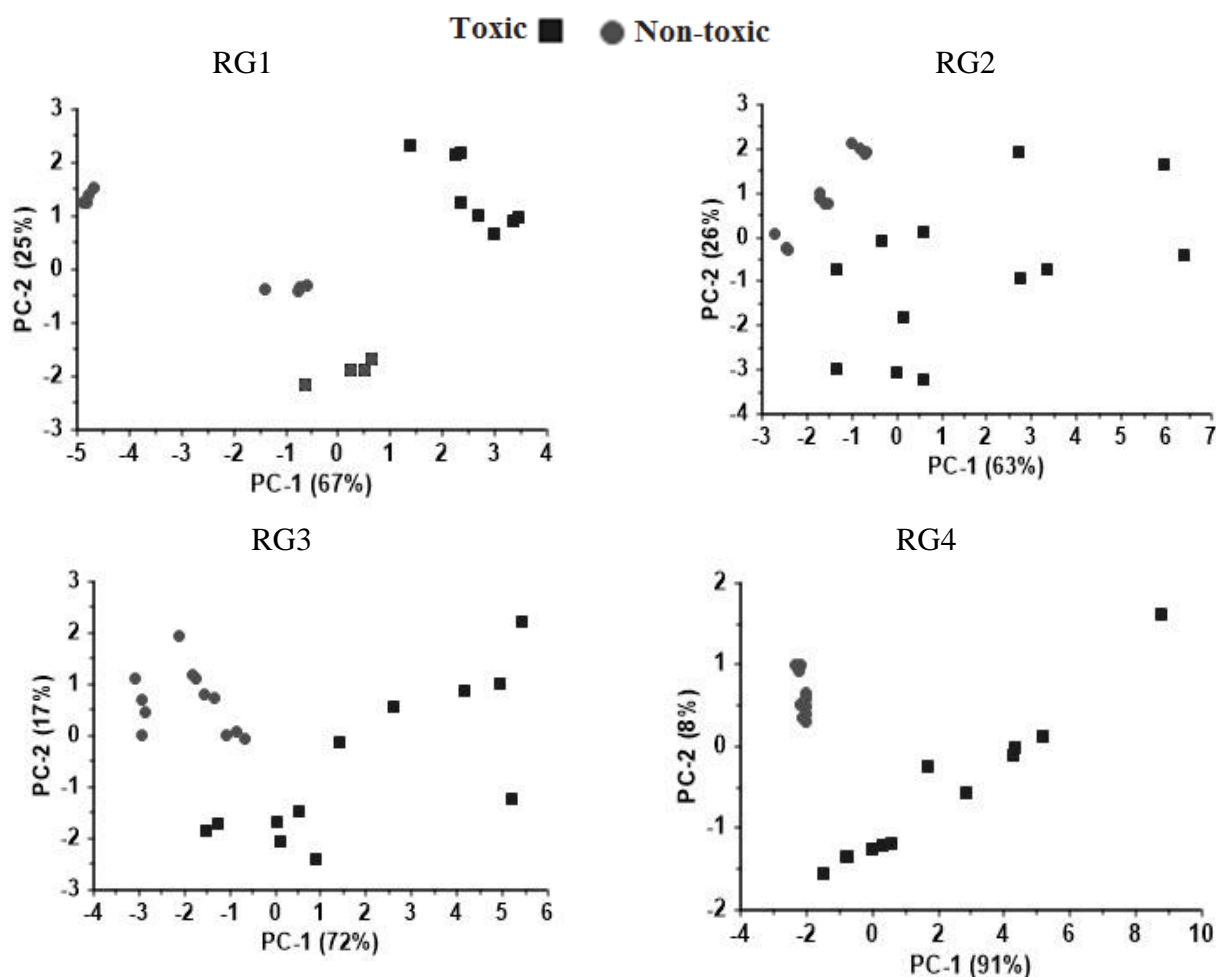 Toxic Non-toxic
RG1
3
2
1
0
-1
-2
-3
PC-2 (25%)
-5 -4 -3 -2 -1 0 1 2 3 4
PC-1 (67%)
RG2
3
2
1
0
-1
-2
-3
-4
PC-2 (26%)
-3 -2 -1 0 1 2 3 4 5 6 7
PC-1 (63%)
RG3
3
2
1
0
-1
-2
-3
PC-2 (17%)
-4 -3 -2 -1 0 1 2 3 4 5 6
PC-1 (72%)
RG4
2
1
0
-1
-2
PC-2 (8%)
-4 -2 0 2 4 6 8 10
PC-1 (91%)